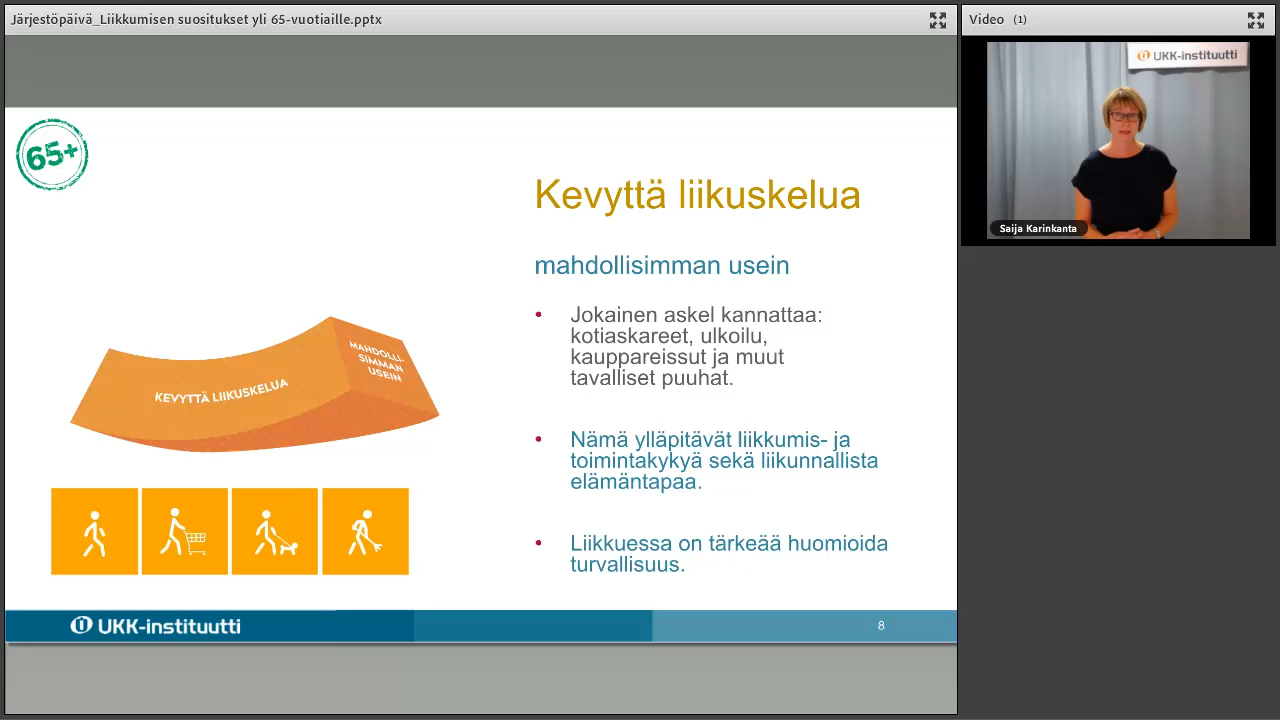 Järjestöpäivä_Liikkumisen suositukset yli 65-vuotiaille.pptx
Video (1)
UKK-instituutti
Saija Karinkanta
65+
Kevyttä liikuskelua
mahdollisimman usein
• Jokainen askel kannattaa:
kotiaskareet, ulkoilu,
kauppareissut ja muut
tavalliset puuhat.
• Nämä ylläpitävät liikkumis- ja
toimintakykyä sekä liikunnallista
elämäntapaa.
• Liikkuessa on tärkeää huomioida
turvallisuus.
KEVYTTÄ LIIKUSKELUA
MAHDOLLI-
SIMMAN
USEIN
UKK-instituutti
8